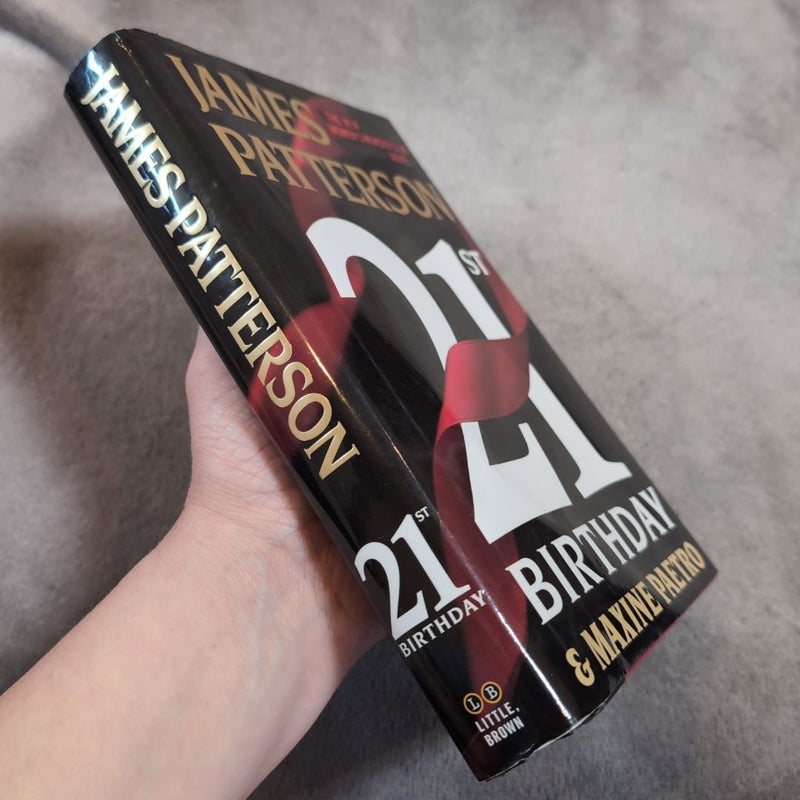 JAMES PATTERSON
21ST
BIRTHDAY
LB
LITTLE,
BROWN
JAMES
PATTERSON
21ST
BIRTHDAY
& MAXINE PAETRO